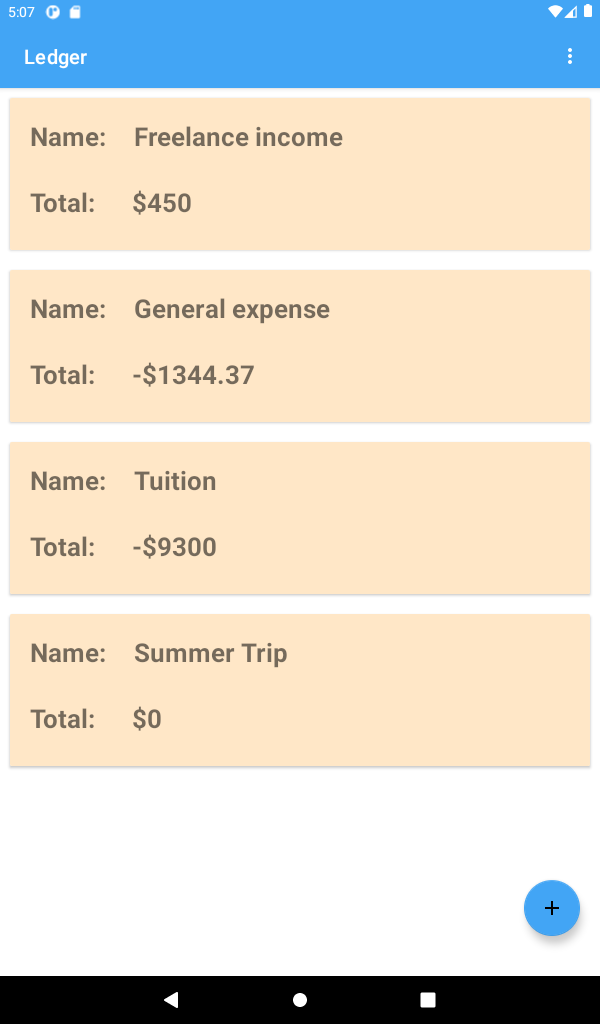 5:07
Ledger
Name: Freelance income
Total: $450
Name: General expense
Total: -$1344.37
Name: Tuition
Total: -$9300
Name: Summer Trip
Total: $0
+